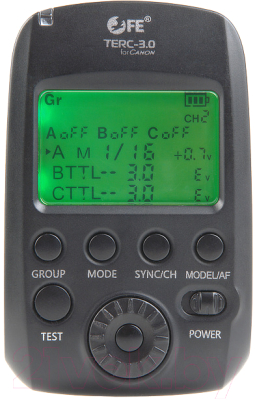 FE®
TERC-3.0
for CANON
Gr
CH2
AoFF BoFF CoFF
A M 1/16 +0.7v
BTTL-- 3.0 Ev
CTTL-- 3.0 Ev
GROUP MODE SYNC/CH MODEL/AF
TEST POWER